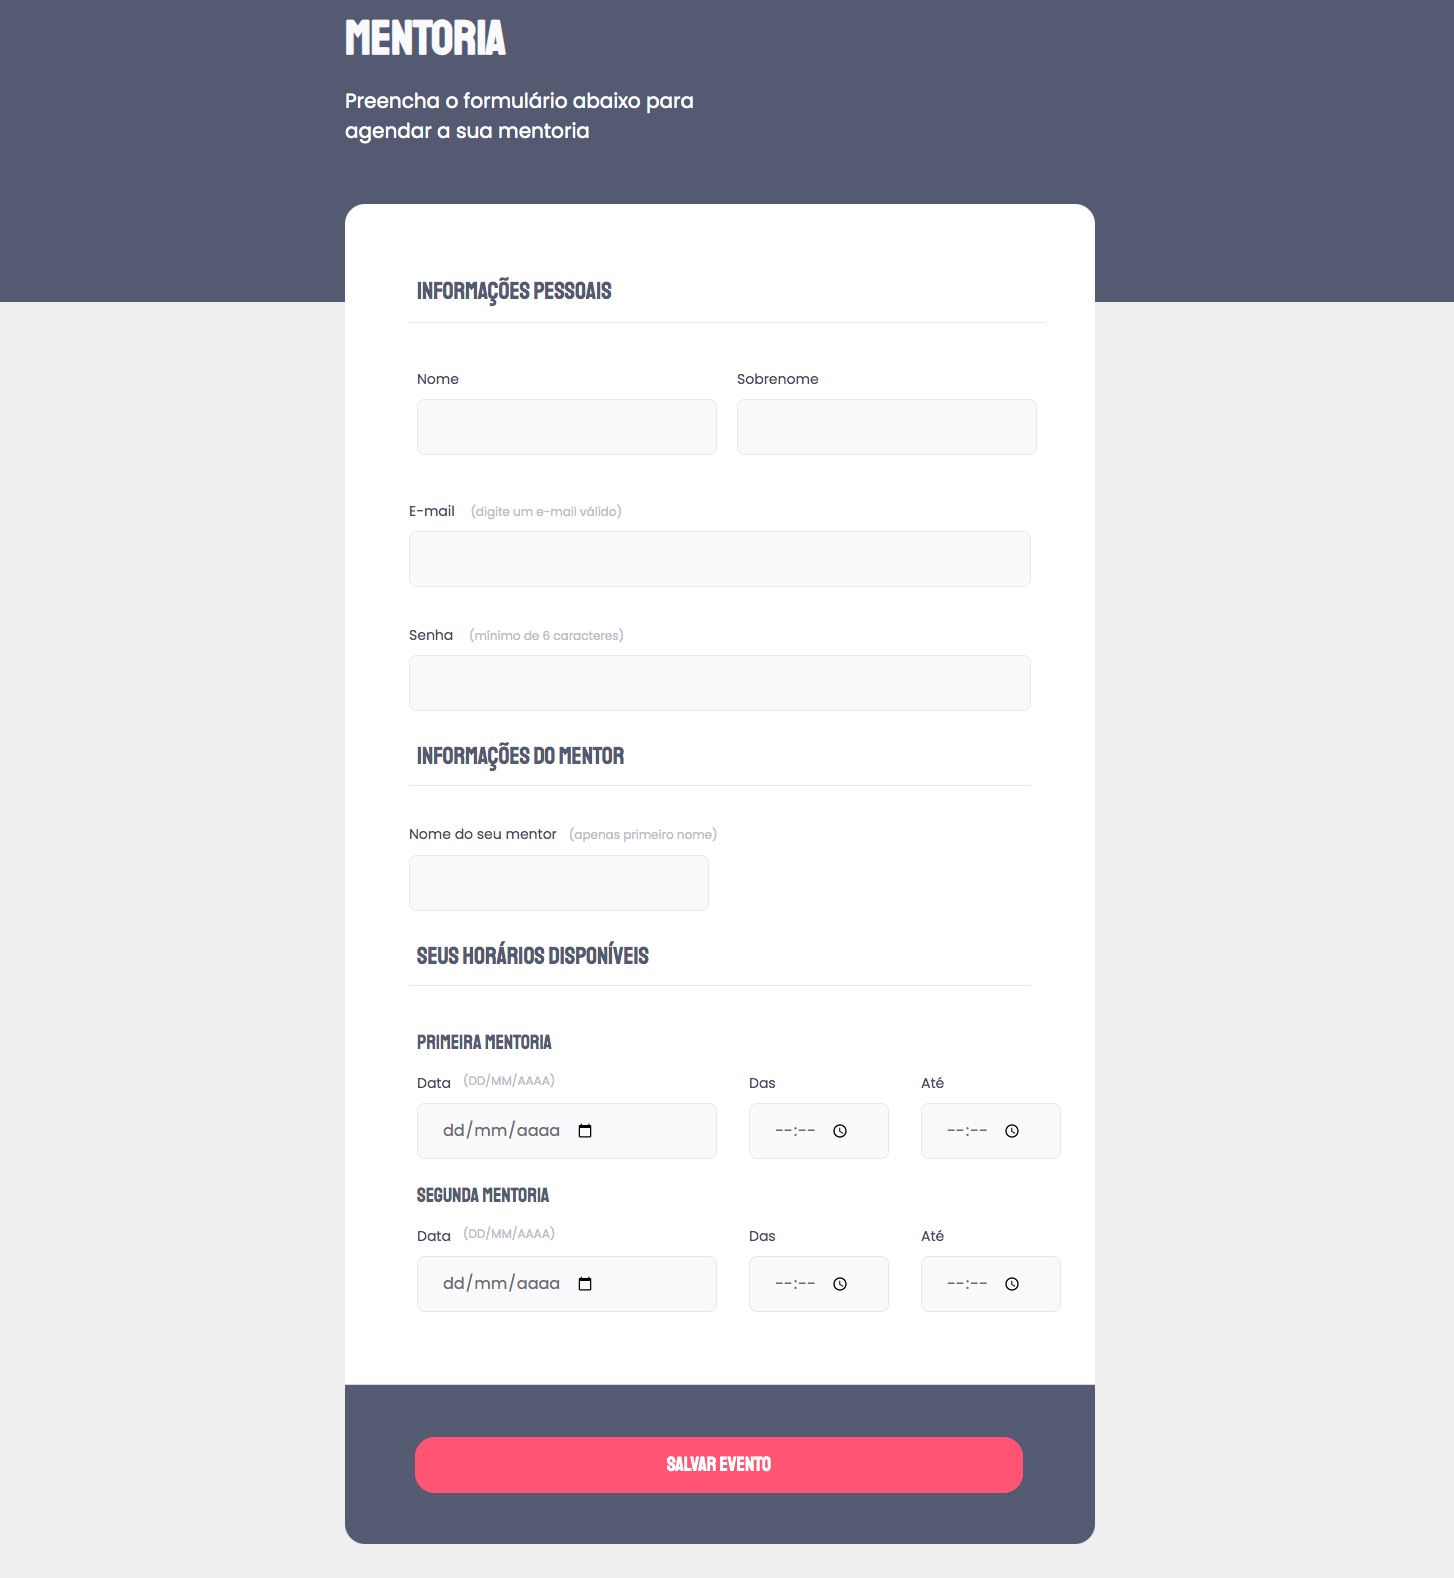 MENTORIA
Preencha o formulário abaixo para
agendar a sua mentoria
INFORMAÇÕES PESSOAIS
Nome Sobrenome
E-mail (digite um e-mail válido)
Senha (mínimo de 6 caracteres)
INFORMAÇÕES DO MENTOR
Nome do seu mentor (apenas primeiro nome)
SEUS HORÁRIOS DISPONÍVEIS
PRIMEIRA MENTORIA
Data (DD/MM/AAAA) Das Até
dd/mm/aaaa --:-- --:--
SEGUNDA MENTORIA
Data (DD/MM/AAAA) Das Até
dd/mm/aaaa --:-- --:--
SALVAR EVENTO